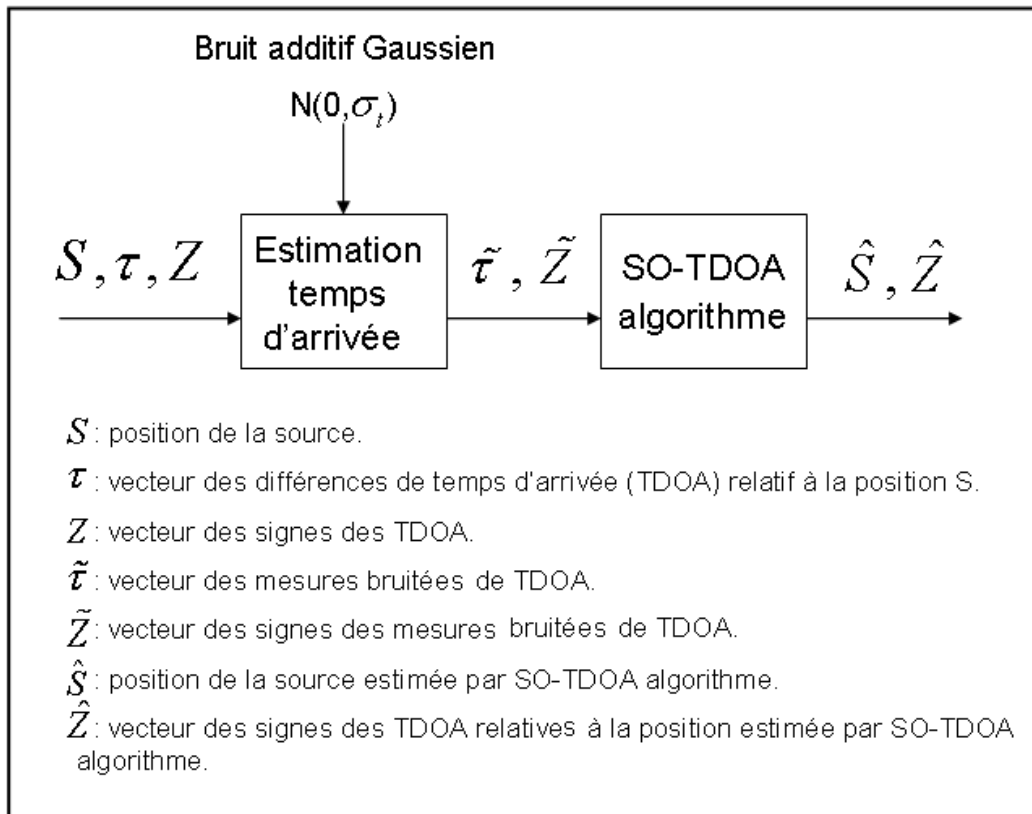 Bruit additif Gaussien
N(0,σₜ)
S , τ , Z
Estimation
temps
d'arrivée
τ̃ , Z̃
SO-TDOA
algorithme
Ŝ , Ẑ
S : position de la source.
τ : vecteur des différences de temps d'arrivée (TDOA) relatif à la position S.
Z : vecteur des signes des TDOA.
τ̃ : vecteur des mesures bruitées de TDOA.
Z̃ : vecteur des signes des mesures bruitées de TDOA.
Ŝ : position de la source estimée par SO-TDOA algorithme.
Ẑ : vecteur des signes des TDOA relatives à la position estimée par SO-TDOA
algorithme.